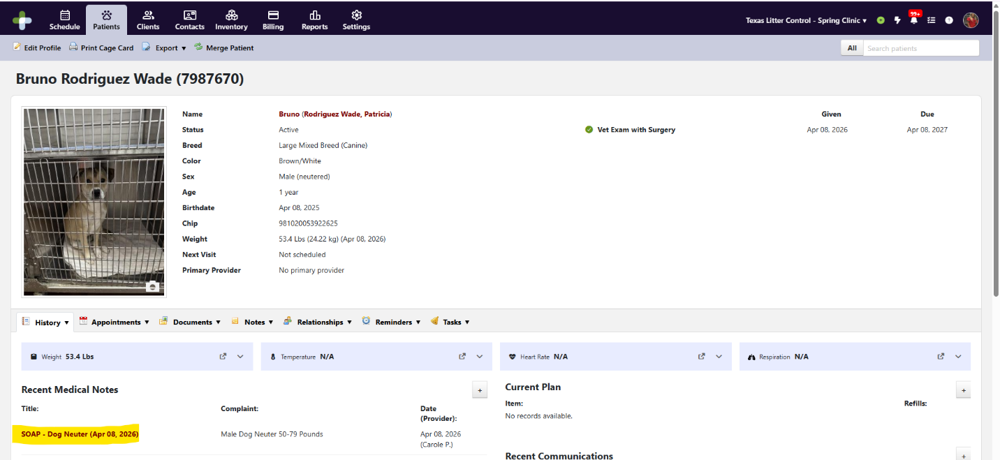 Schedule Patients Clients Contacts Inventory Billing Reports Settings Texas Litter Control - Spring Clinic ▾ 99+
Edit Profile Print Cage Card Export ▾ Merge Patient All Search patients
Bruno Rodriguez Wade (7987670)
Name Bruno (Rodriguez Wade, Patricia) Given Due
Status Active Vet Exam with Surgery Apr 08, 2026 Apr 08, 2027
Breed Large Mixed Breed (Canine)
Color Brown/White
Sex Male (neutered)
Age 1 year
Birthdate Apr 08, 2025
Chip 981020053922625
Weight 53.4 Lbs (24.22 kg) (Apr 08, 2026)
Next Visit Not scheduled
Primary Provider No primary provider
History ▾ Appointments ▾ Documents ▾ Notes ▾ Relationships ▾ Reminders ▾ Tasks ▾
Weight 53.4 Lbs Temperature N/A Heart Rate N/A Respiration N/A
Recent Medical Notes + Current Plan +
Title: Complaint: Date (Provider): Item: Refills:
No records available.
SOAP - Dog Neuter (Apr 08, 2026) Male Dog Neuter 50-79 Pounds Apr 08, 2026
(Carole P.)
Recent Communications +